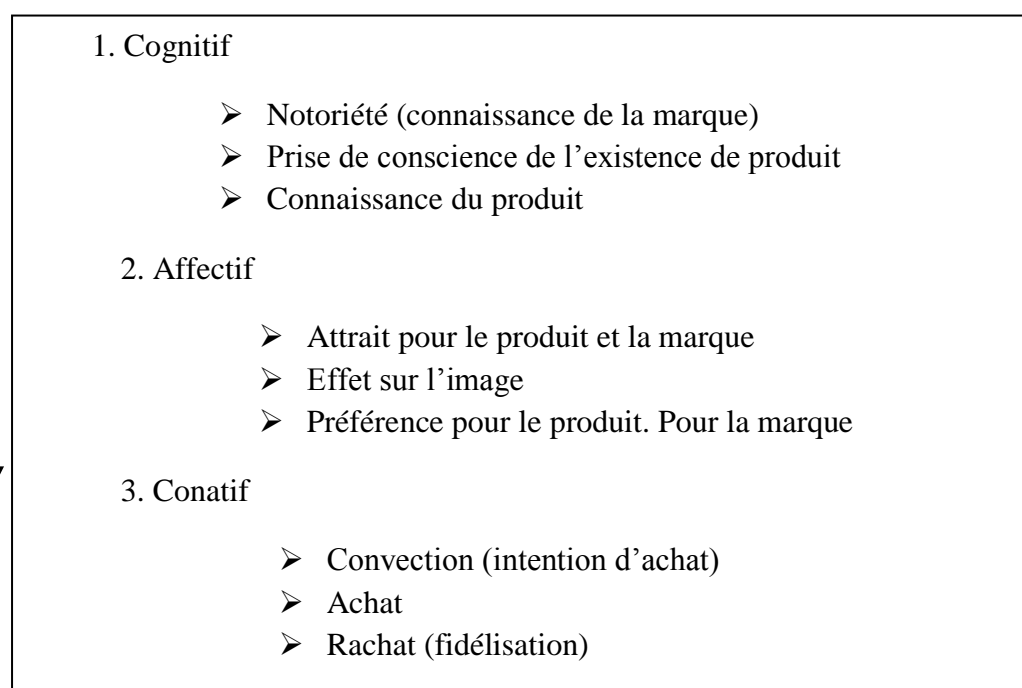 1. Cognitif
➢ Notoriété (connaissance de la marque)
➢ Prise de conscience de l’existence de produit
➢ Connaissance du produit
2. Affectif
➢ Attrait pour le produit et la marque
➢ Effet sur l’image
➢ Préférence pour le produit. Pour la marque
3. Conatif
➢ Convection (intention d’achat)
➢ Achat
➢ Rachat (fidélisation)